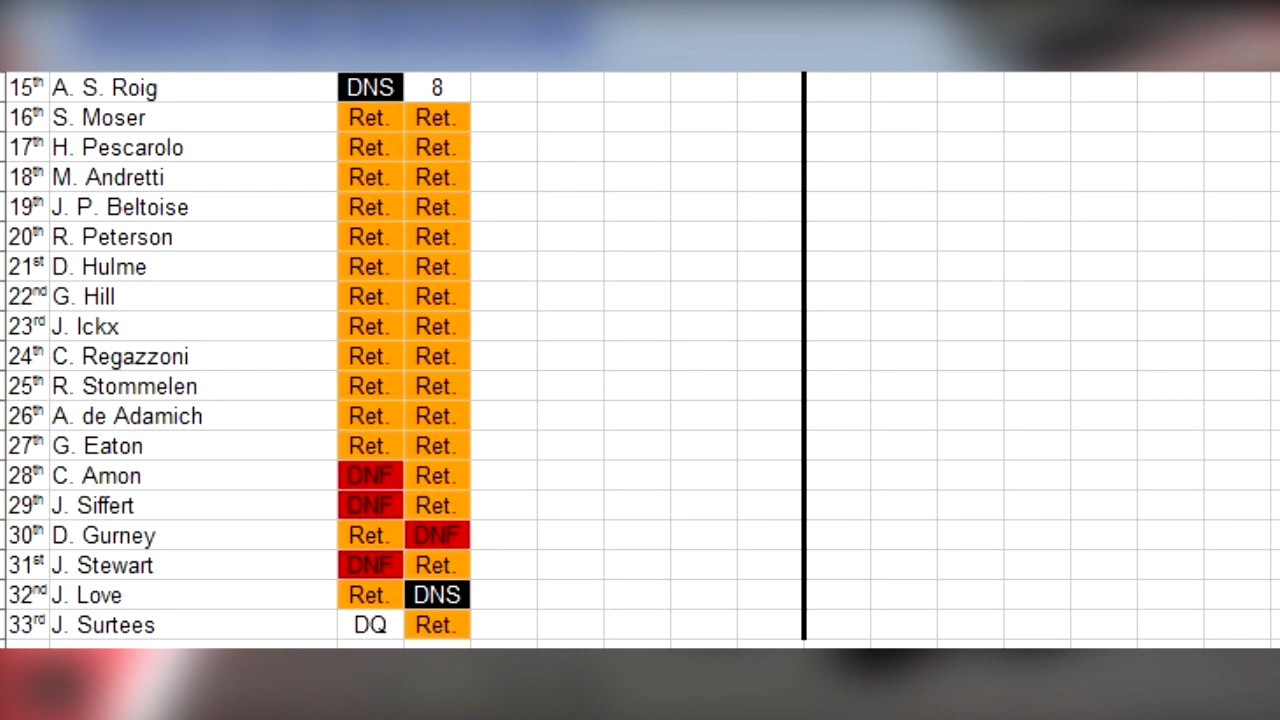 15th A. S. Roig DNS 8
16th S. Moser Ret. Ret.
17th H. Pescarolo Ret. Ret.
18th M. Andretti Ret. Ret.
19th J. P. Beltoise Ret. Ret.
20th R. Peterson Ret. Ret.
21st D. Hulme Ret. Ret.
22nd G. Hill Ret. Ret.
23rd J. Ickx Ret. Ret.
24th C. Regazzoni Ret. Ret.
25th R. Stommelen Ret. Ret.
26th A. de Adamich Ret. Ret.
27th G. Eaton Ret. Ret.
28th C. Amon DNF Ret.
29th J. Siffert DNF Ret.
30th D. Gurney Ret. DNF
31st J. Stewart DNF Ret.
32nd J. Love Ret. DNS
33rd J. Surtees DQ Ret.